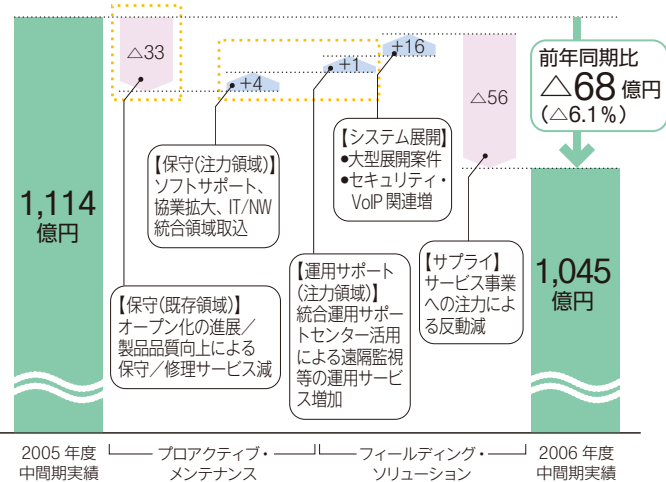 △33
+4
+1
+16
△56
前年同期比
△68 億円
(△6.1%)
1,114
億円
【保守(注力領域)】
ソフトサポート、
協業拡大、IT/NW
統合領域取込
【システム展開】
●大型展開案件
●セキュリティ・
VoIP 関連増
【保守(既存領域)】
オープン化の進展／
製品品質向上による
保守／修理サービス減
【運用サポート
(注力領域)】
統合運用サポー
トセンター活用
による遠隔監視
等の運用サービ
ス増加
【サプライ】
サービス事業
への注力によ
る反動減
1,045
億円
2005 年度
中間期実績
プロアクティブ・
メンテナンス
フィールディング・
ソリューション
2006 年度
中間期実績